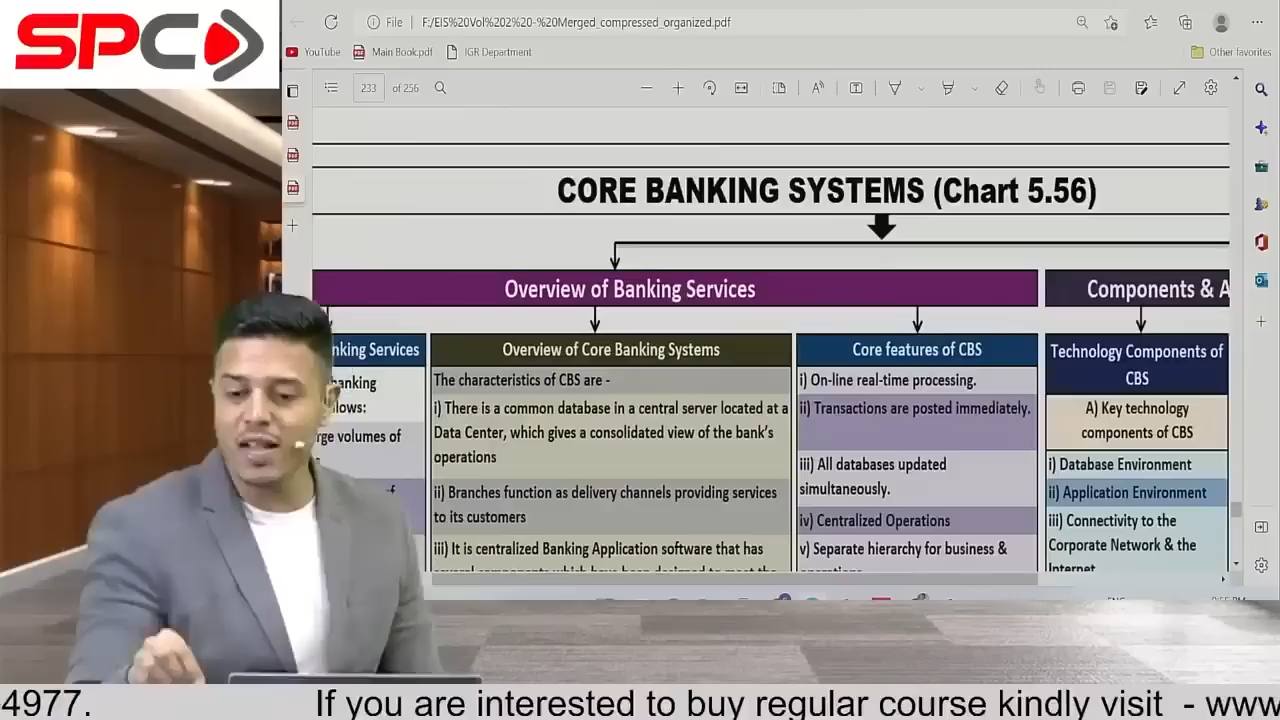 SPC
File F:/EIS%20Vol%202%20-%20Merged_compressed_organized.pdf
YouTube Main Book.pdf IGR Department Other favorites
233 of 256
CORE BANKING SYSTEMS (Chart 5.56)
Overview of Banking Services
Components & A
nking Services
anking
lows:
rge volumes of
Overview of Core Banking Systems
The characteristics of CBS are -
i) There is a common database in a central server located at a
Data Center, which gives a consolidated view of the bank's
operations
ii) Branches function as delivery channels providing services
to its customers
iii) It is centralized Banking Application software that has
Core features of CBS
i) On-line real-time processing.
ii) Transactions are posted immediately.
iii) All databases updated
simultaneously.
iv) Centralized Operations
v) Separate hierarchy for business &
Technology Components of
CBS
A) Key technology
components of CBS
i) Database Environment
ii) Application Environment
iii) Connectivity to the
Corporate Network & the
Internet
4977. If you are interested to buy regular course kindly visit - www